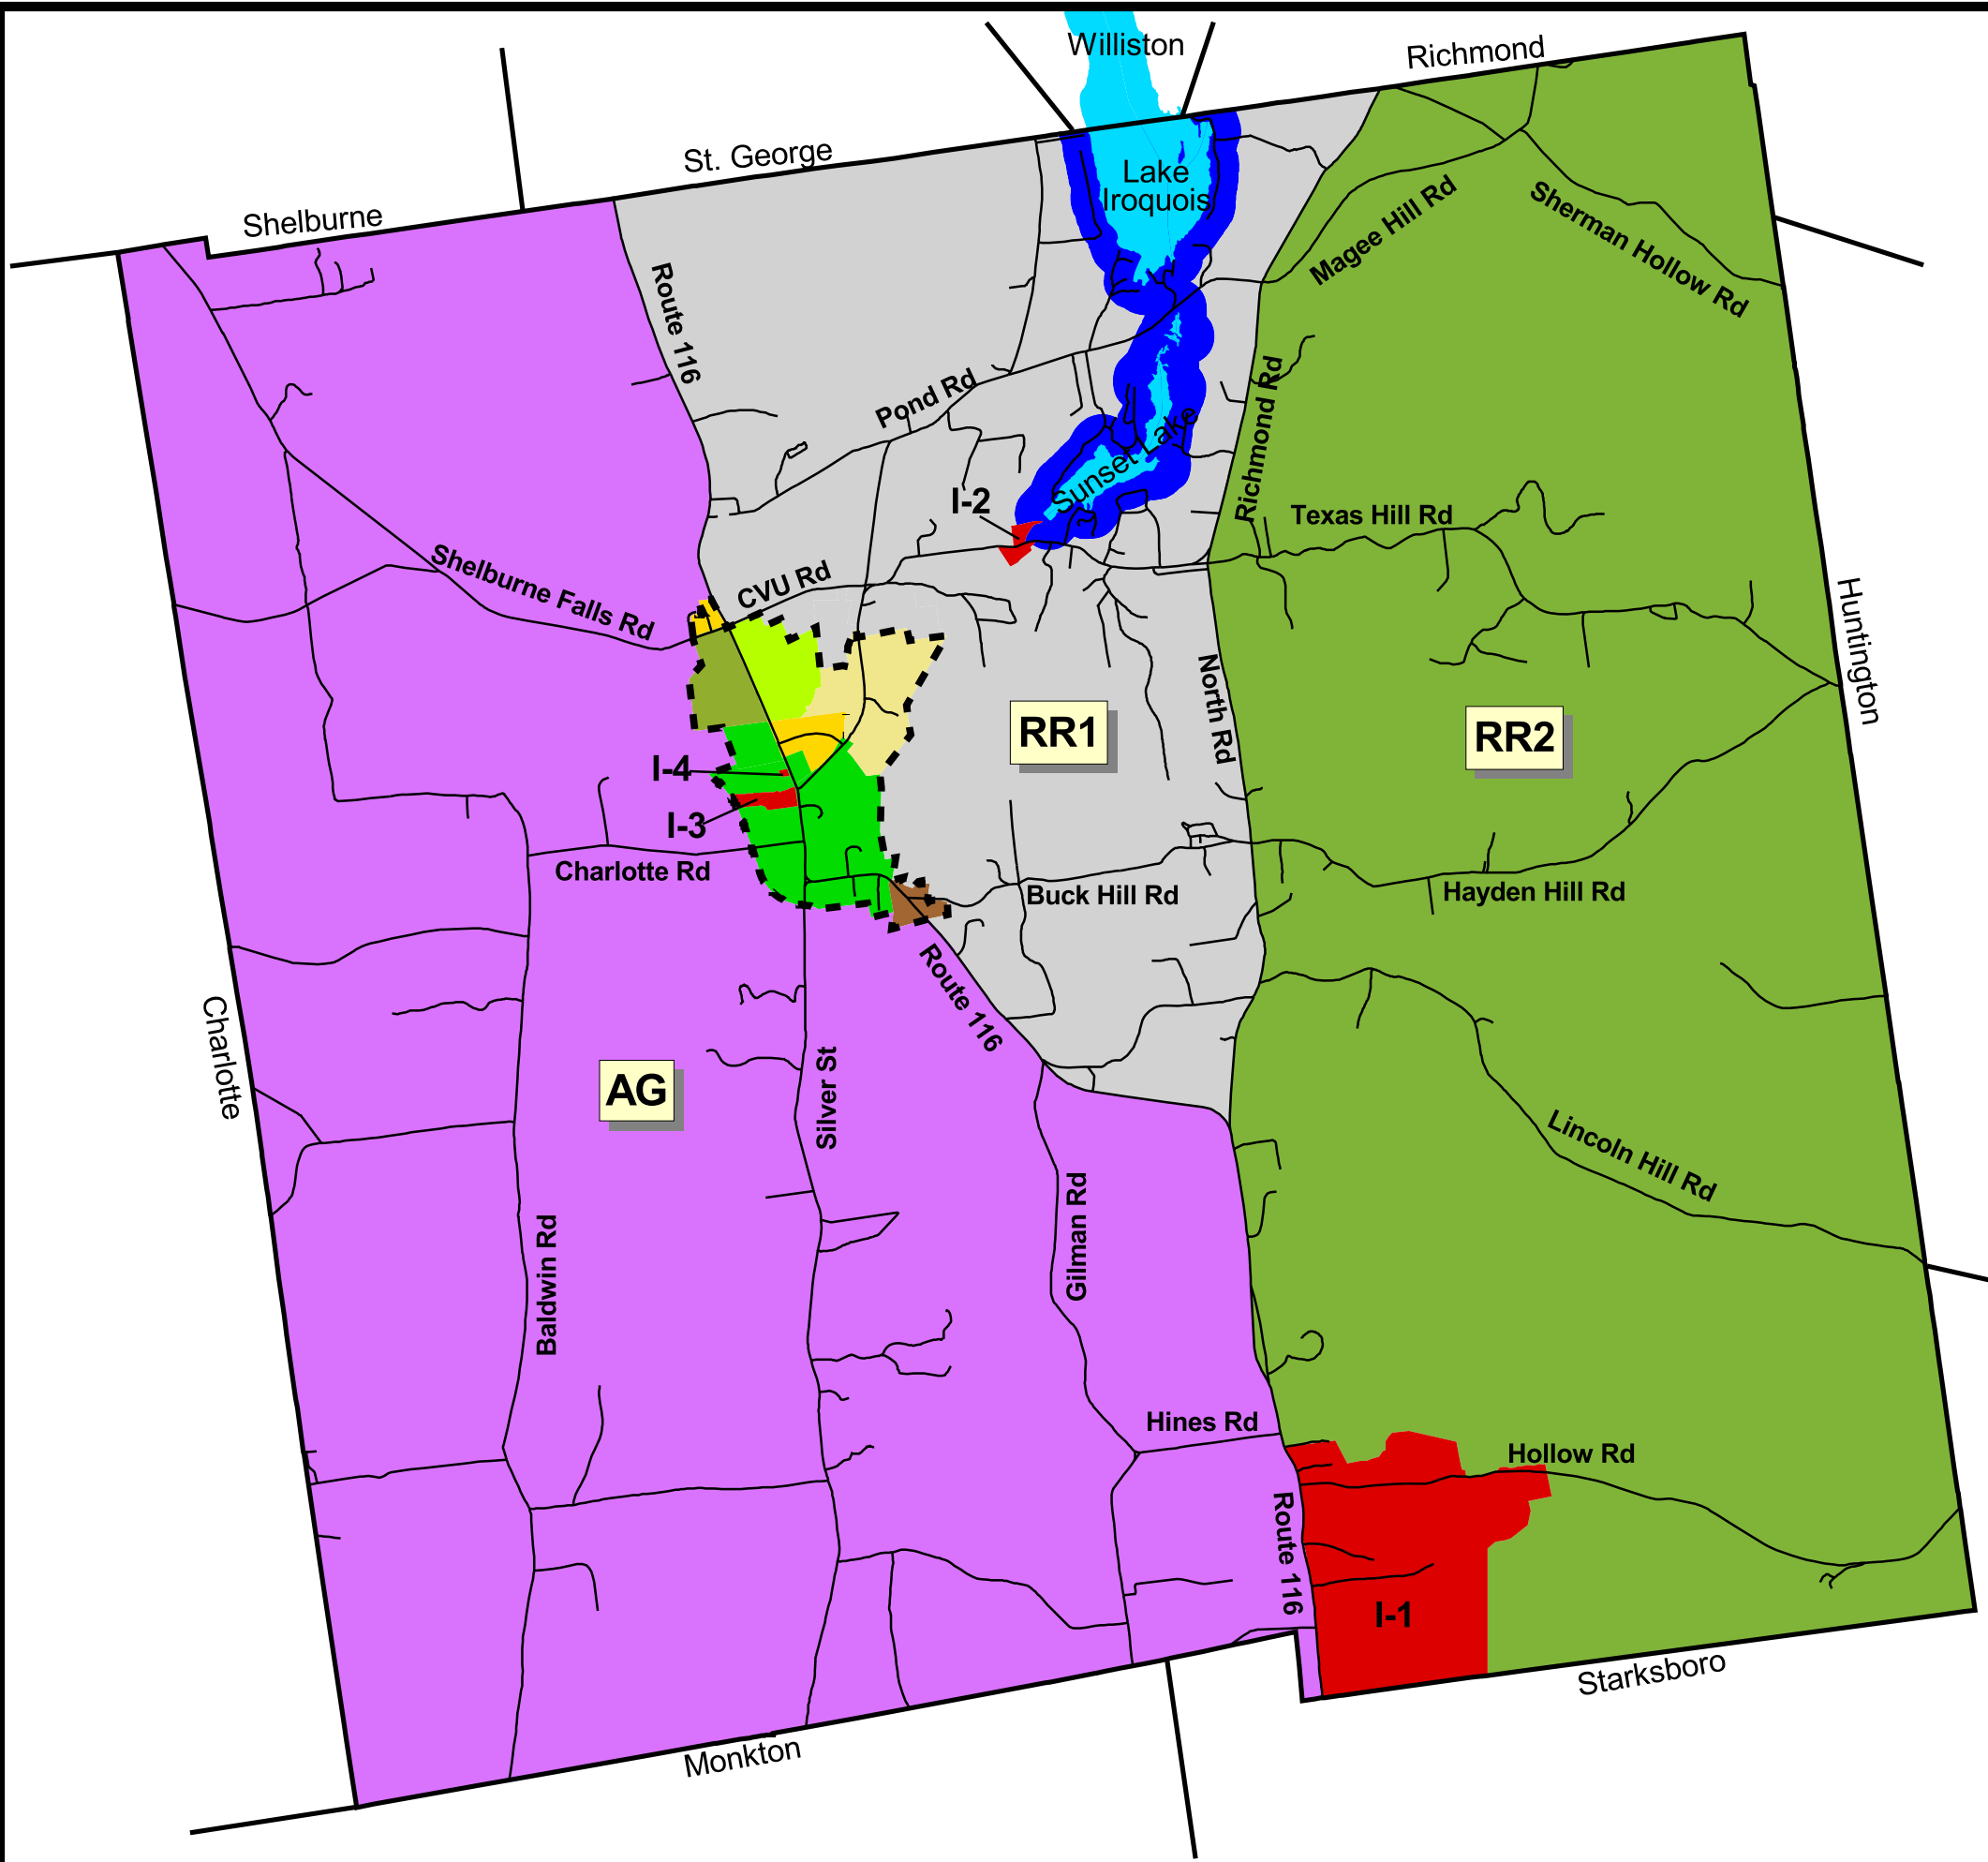 Williston
Richmond
St. George
Shelburne
Lake
Iroquois
Magee Hill Rd
Sherman Hollow Rd
Route 116
Pond Rd
Richmond Rd
Sunset Lake
I-2
Texas Hill Rd
Shelburne Falls Rd
CVU Rd
Huntington
North Rd
RR1
RR2
I-4
I-3
Charlotte Rd
Buck Hill Rd
Hayden Hill Rd
Route 116
Charlotte
AG
Silver St
Lincoln Hill Rd
Gilman Rd
Baldwin Rd
Hines Rd
Hollow Rd
Route 116
I-1
Starksboro
Monkton